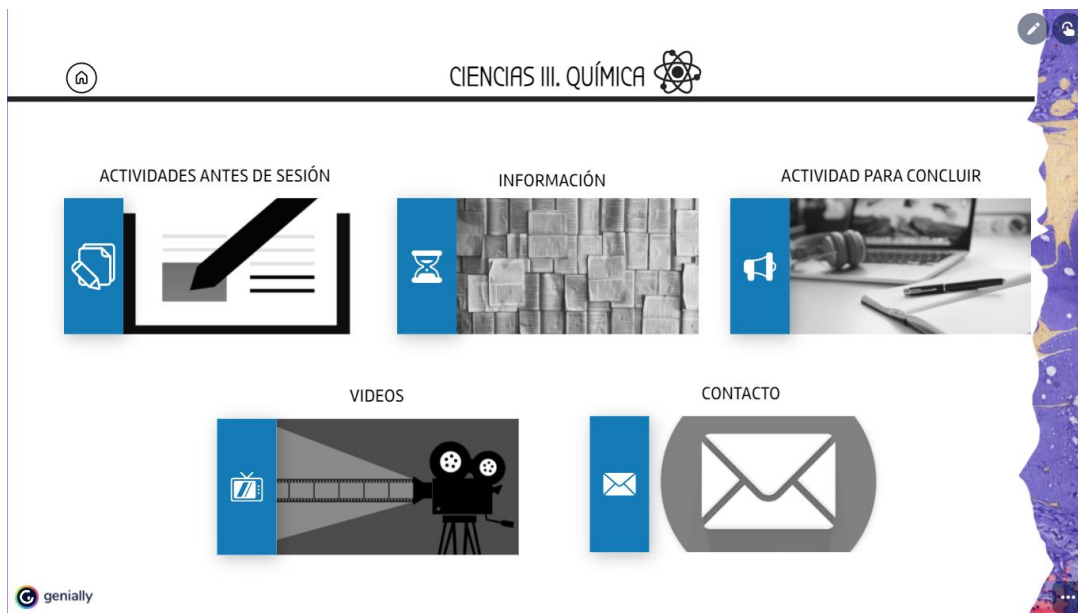 CIENCIAS III. QUÍMICA
ACTIVIDADES ANTES DE SESIÓN
INFORMACIÓN
ACTIVIDAD PARA CONCLUIR
VIDEOS
CONTACTO
genially